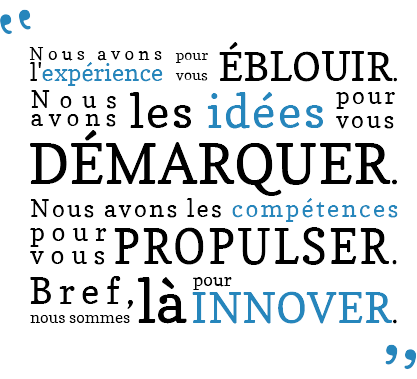 “
Nous avons l'expérience pour vous ÉBLOUIR.
Nous avons les idées pour vous
DÉMARQUER.
Nous avons les compétences
pour vous PROPULSER.
Bref, nous sommes là pour INNOVER.
”